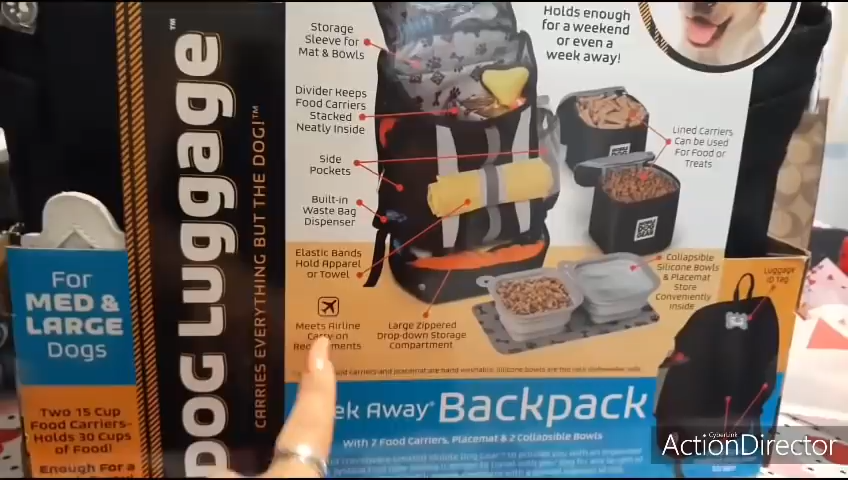 Dog Luggage™
CARRIES EVERYTHING BUT THE DOG!™
For
MED &
LARGE
Dogs
Two 15 Cup
Food Carriers-
Holds 30 Cups
of Food!
Enough For a
Storage
Sleeve for
Mat & Bowls
Divider Keeps
Food Carriers
Stacked
Neatly Inside
Side
Pockets
Built-in
Waste Bag
Dispenser
Elastic Bands
Hold Apparel
or Towel
Meets Airline
Carry-on
Large Zippered
Drop-down Storage
Compartment
Holds enough
for a weekend
or even a
week away!
Lined Carriers
Can be Used
For Food or
Treats
Collapsible
Silicone Bowls
& Placemat
Store
Conveniently
Inside
Luggage
ID Tag
Away® Backpack
With 2 Food Carriers, Placemat & 2 Collapsible Bowls
CyberLink
ActionDirector